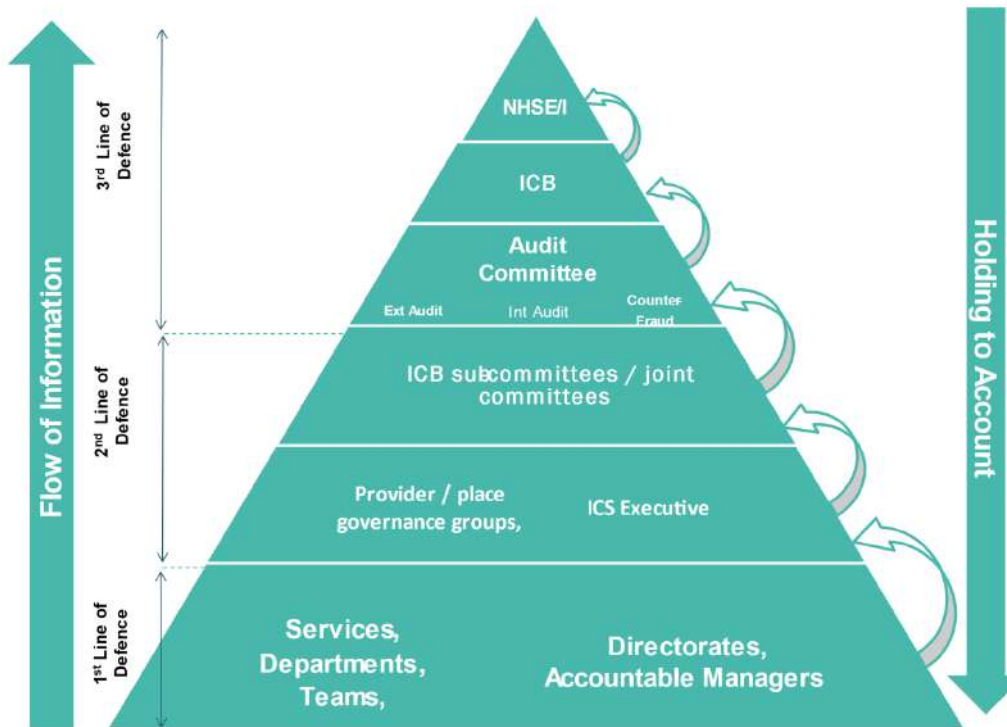 Flow of Information
3rd Line of
Defence
2nd Line of
Defence
1st Line of
Defence
NHSE/I
ICB
Audit
Committee
Ext Audit
Int Audit
Counter
Fraud
ICB subcommittees / joint
committees
Provider / place
governance groups,
ICS Executive
Services,
Departments,
Teams,
Directorates,
Accountable Managers
Holding to Account